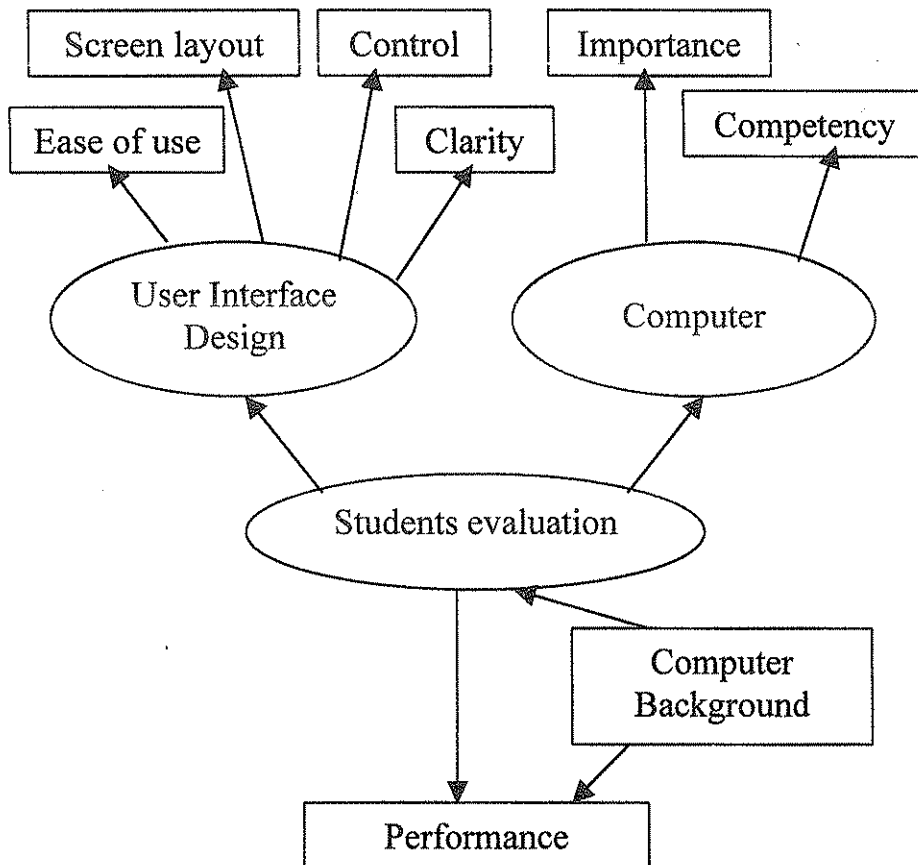 Screen layout
Control
Importance
Ease of use
Clarity
Competency
User Interface
Design
Computer
Students evaluation
Computer
Background
Performance